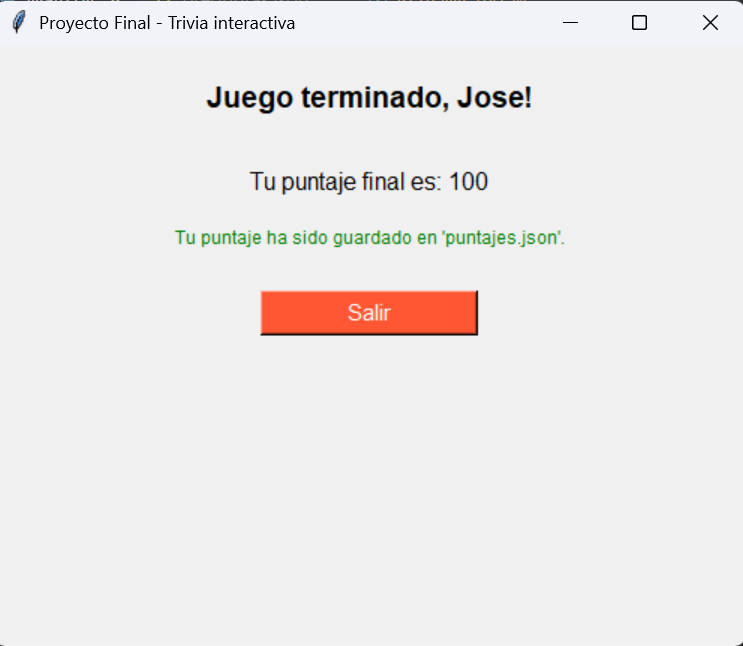 Proyecto Final - Trivia interactiva
Juego terminado, Jose!
Tu puntaje final es: 100
Tu puntaje ha sido guardado en 'puntajes.json'.
Salir